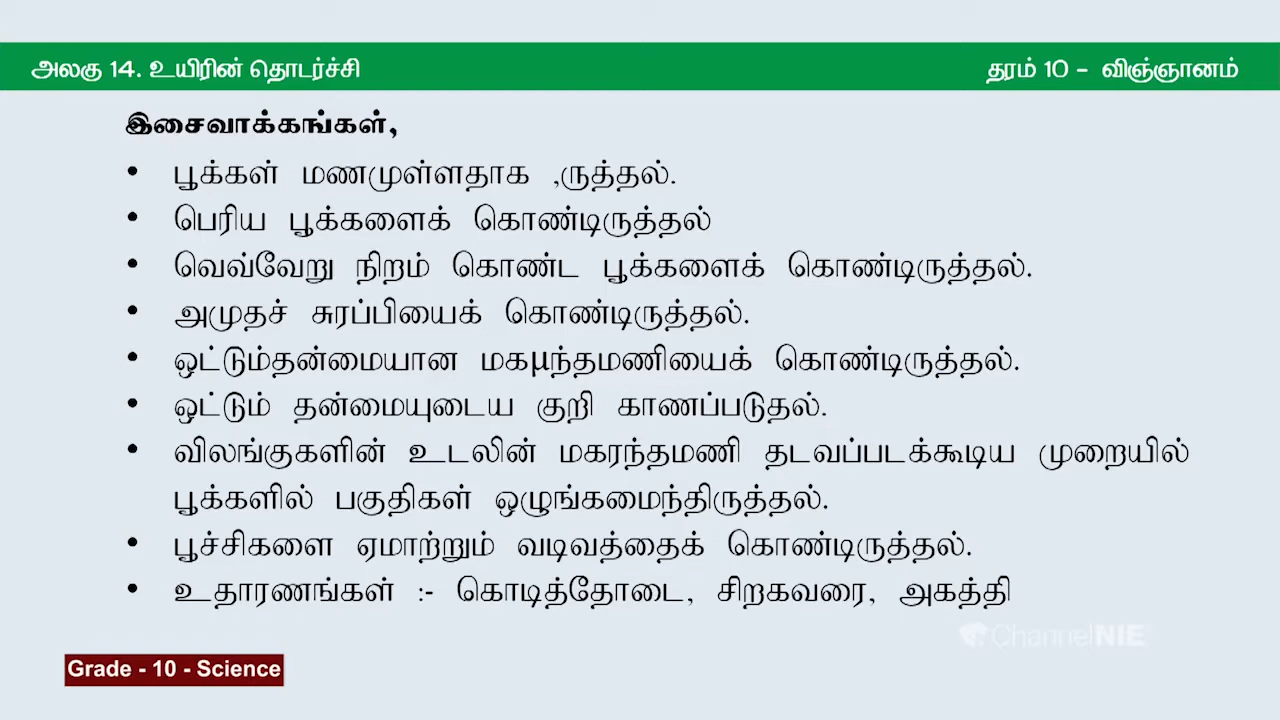 அலகு 14. உயிரின் தொடர்ச்சி
தரம் 10 - விஞ்ஞானம்
இசைவாக்கங்கள்,
• பூக்கள் மணமுள்ளதாக ,ருத்தல்.
• பெரிய பூக்களைக் கொண்டிருத்தல்
• வெவ்வேறு நிறம் கொண்ட பூக்களைக் கொண்டிருத்தல்.
• அமுதச் சுரப்பியைக் கொண்டிருத்தல்.
• ஒட்டும்தன்மையான மகµந்தமணியைக் கொண்டிருத்தல்.
• ஒட்டும் தன்மையுடைய குறி காணப்படுதல்.
• விலங்குகளின் உடலின் மகரந்தமணி தடவப்படக்கூடிய முறையில்
பூக்களில் பகுதிகள் ஒழுங்கமைந்திருத்தல்.
• பூச்சிகளை ஏமாற்றும் வடிவத்தைக் கொண்டிருத்தல்.
• உதாரணங்கள் :- கொடித்தோடை, சிறகவரை, அகத்தி
ChannelNIE
Grade - 10 - Science